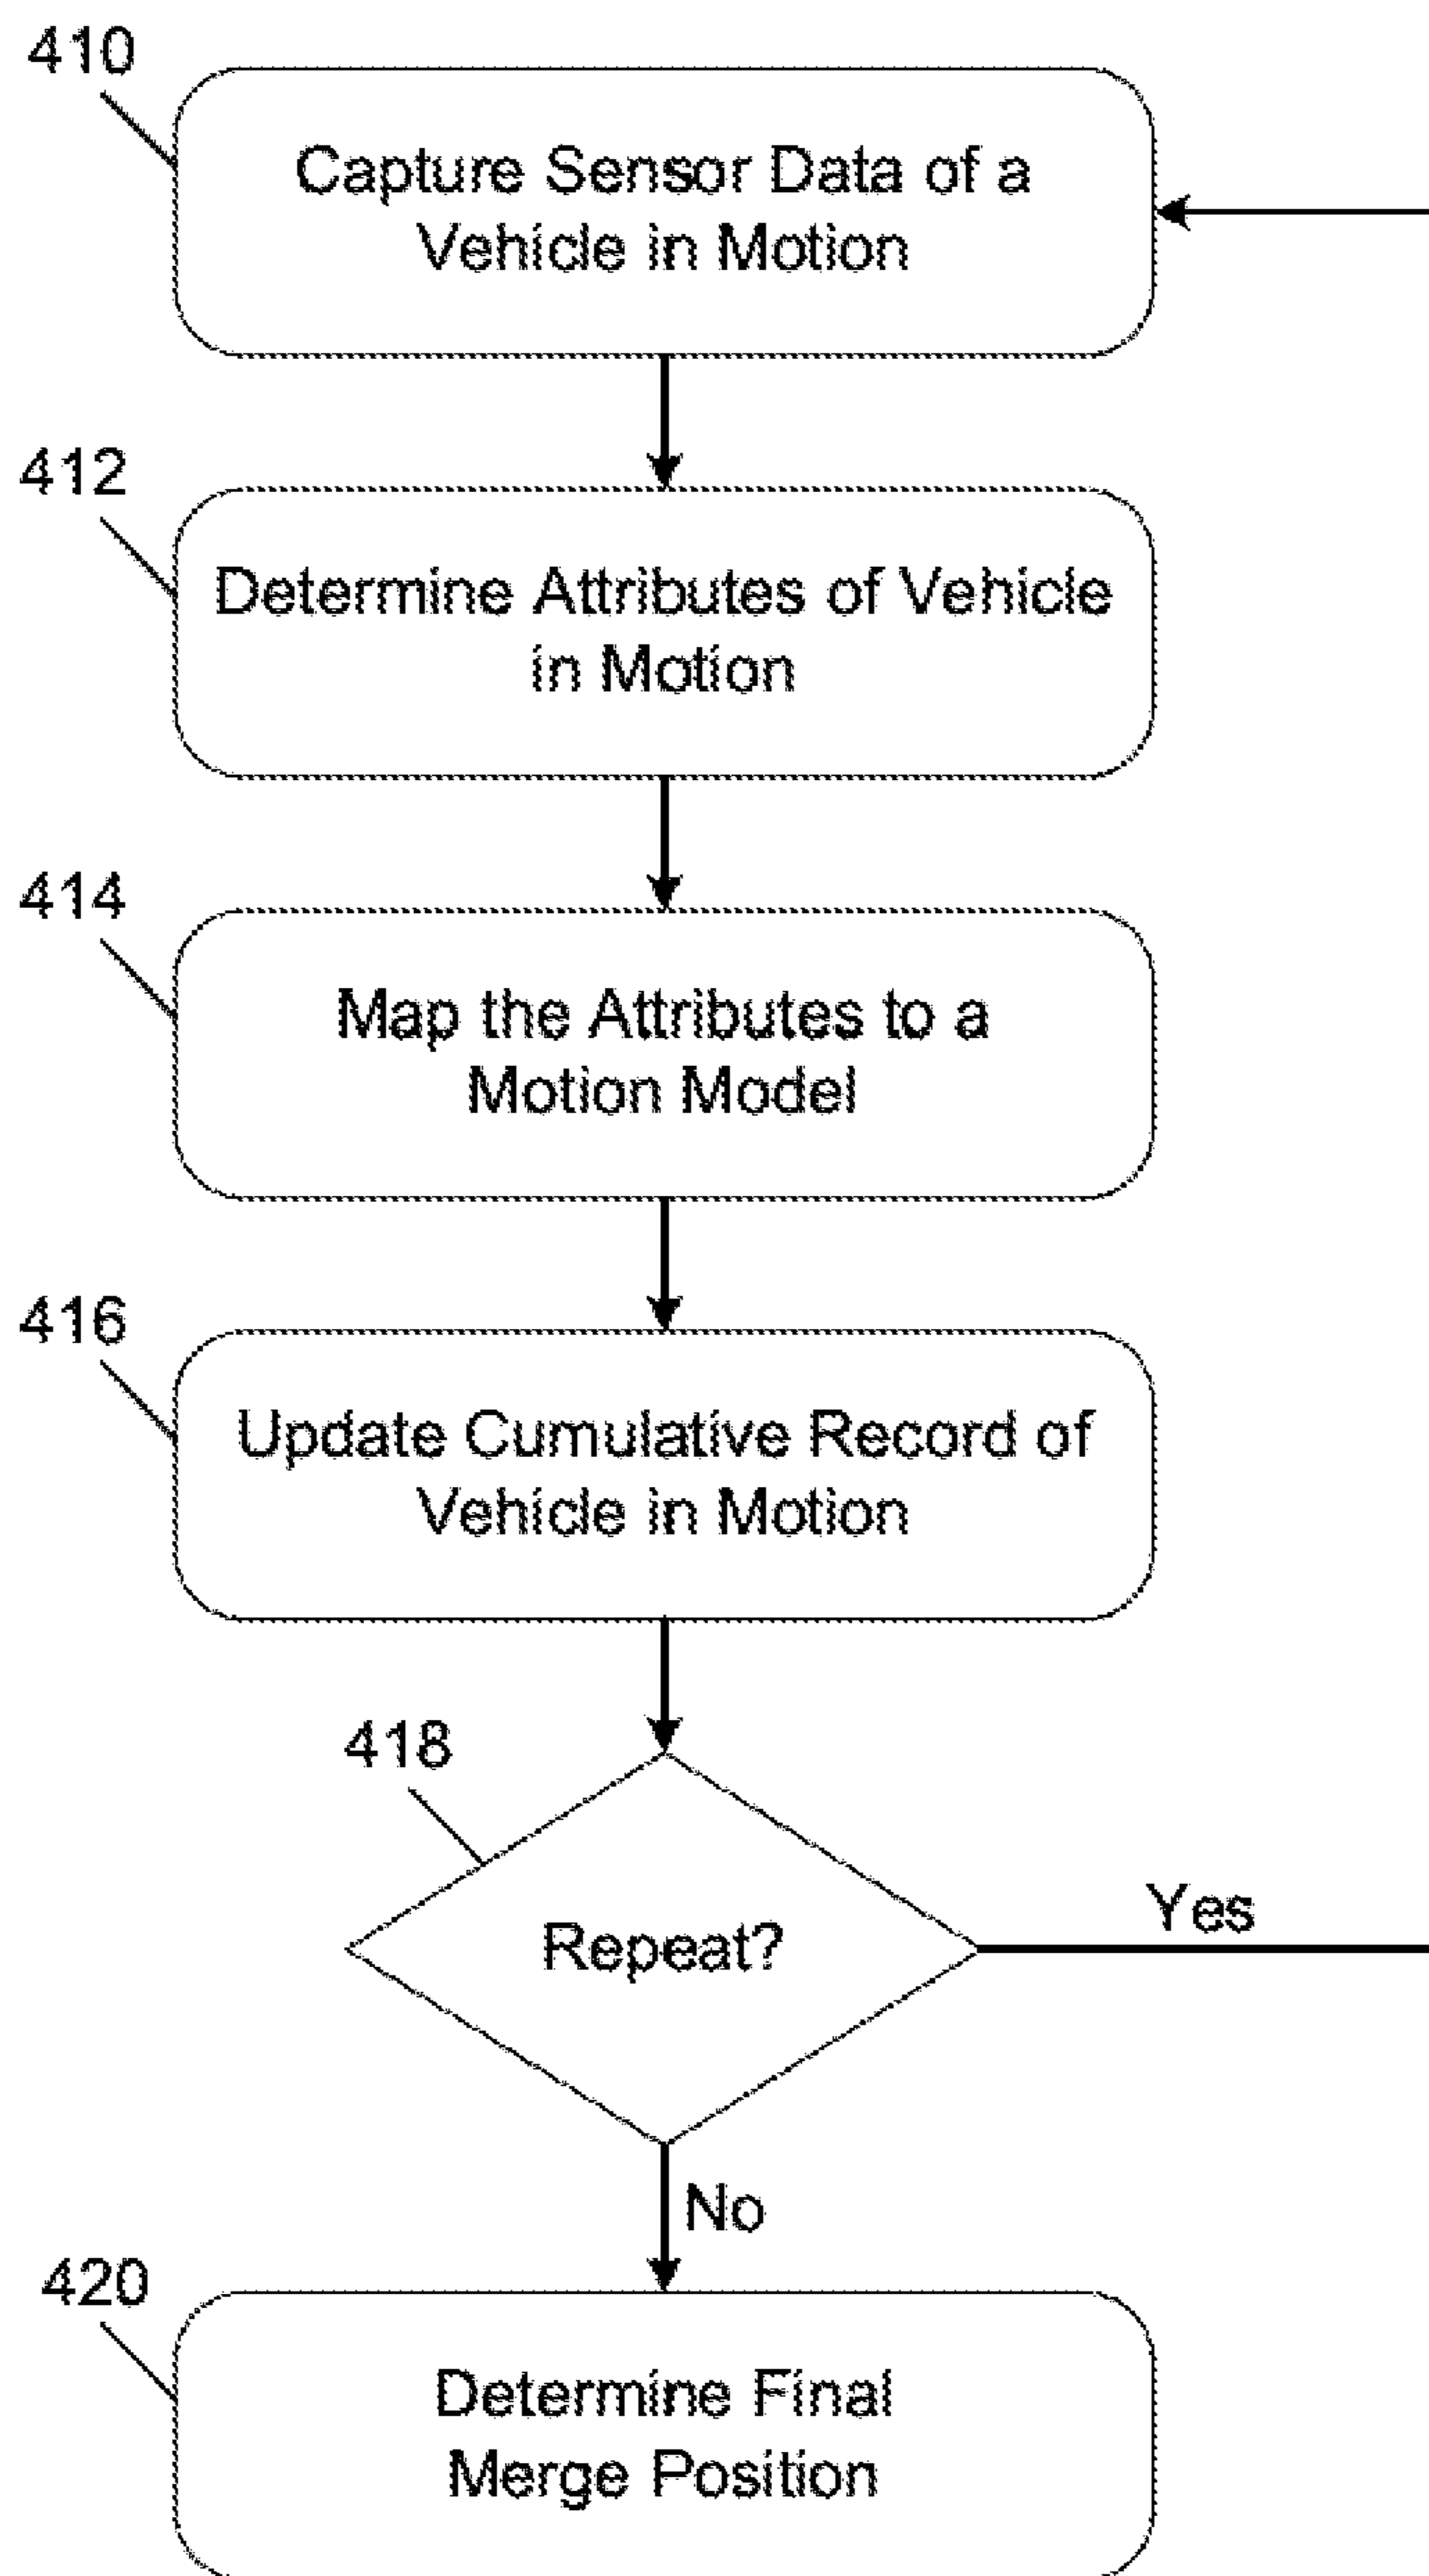 410
Capture Sensor Data of a
Vehicle in Motion
412
Determine Attributes of Vehicle
in Motion
414
Map the Attributes to a
Motion Model
416
Update Cumulative Record of
Vehicle in Motion
418
Repeat?
Yes
No
420
Determine Final
Merge Position